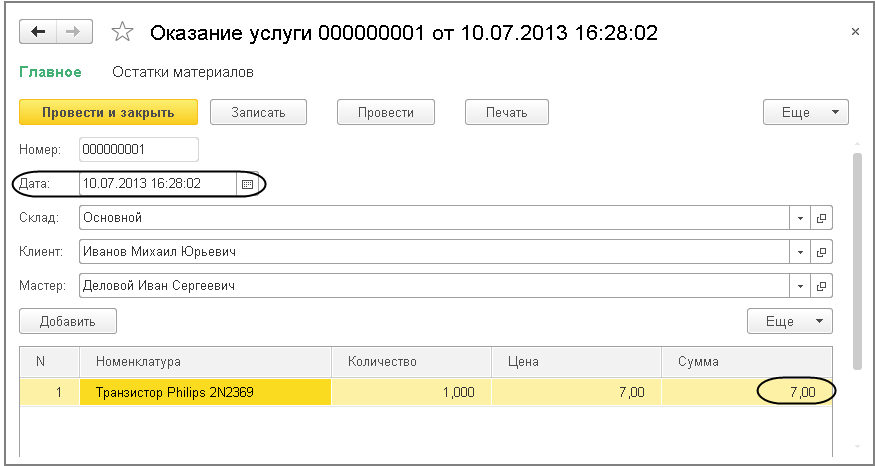 Оказание услуги 000000001 от 10.07.2013 16:28:02
Главное Остатки материалов
Провести и закрыть Записать Провести Печать Еще
Номер: 000000001
Дата: 10.07.2013 16:28:02
Склад: Основной
Клиент: Иванов Михаил Юрьевич
Мастер: Деловой Иван Сергеевич
Добавить Еще
N Номенклатура Количество Цена Сумма
1 Транзистор Philips 2N2369 1,000 7,00 7,00